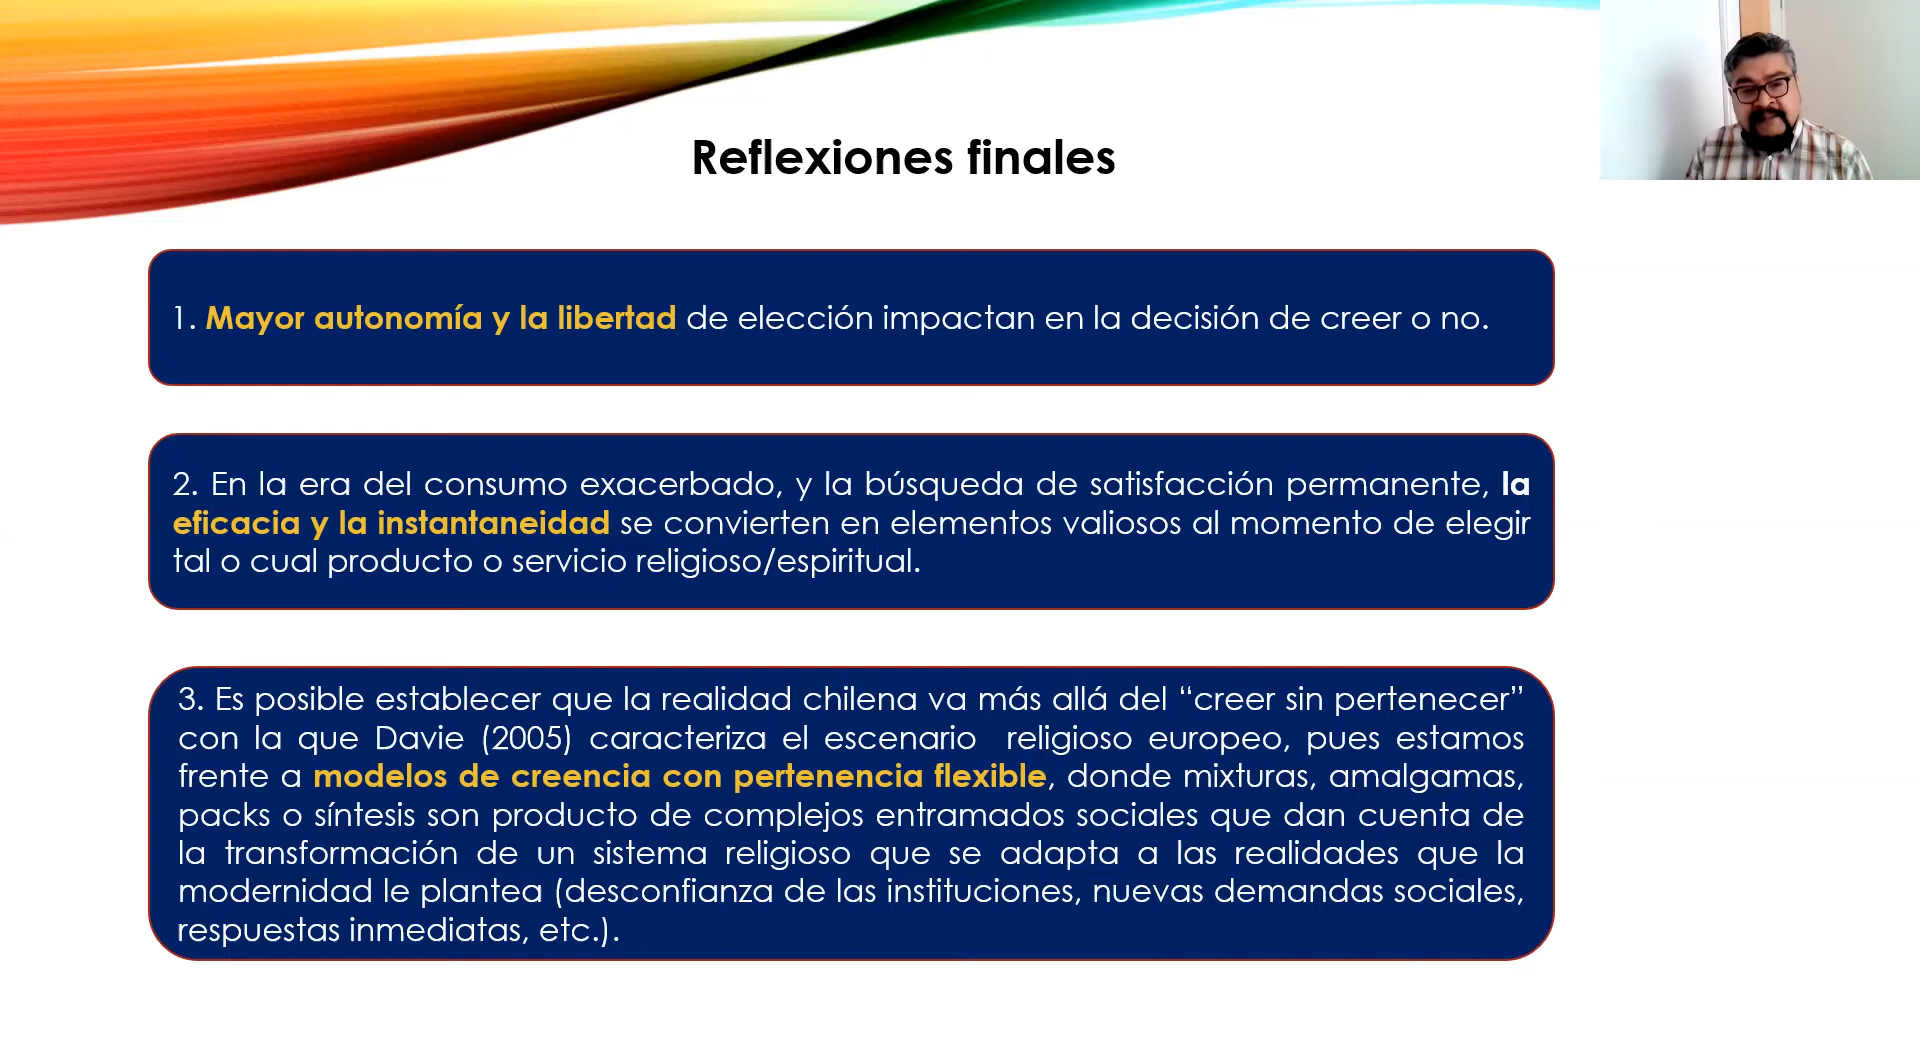 Reflexiones finales
1. Mayor autonomía y la libertad de elección impactan en la decisión de creer o no.
2. En la era del consumo exacerbado, y la búsqueda de satisfacción permanente, la
eficacia y la instantaneidad se convierten en elementos valiosos al momento de elegir
tal o cual producto o servicio religioso/espiritual.
3. Es posible establecer que la realidad chilena va más allá del “creer sin pertenecer”
con la que Davie (2005) caracteriza el escenario religioso europeo, pues estamos
frente a modelos de creencia con pertenencia flexible, donde mixturas, amalgamas,
packs o síntesis son producto de complejos entramados sociales que dan cuenta de
la transformación de un sistema religioso que se adapta a las realidades que la
modernidad le plantea (desconfianza de las instituciones, nuevas demandas sociales,
respuestas inmediatas, etc.).